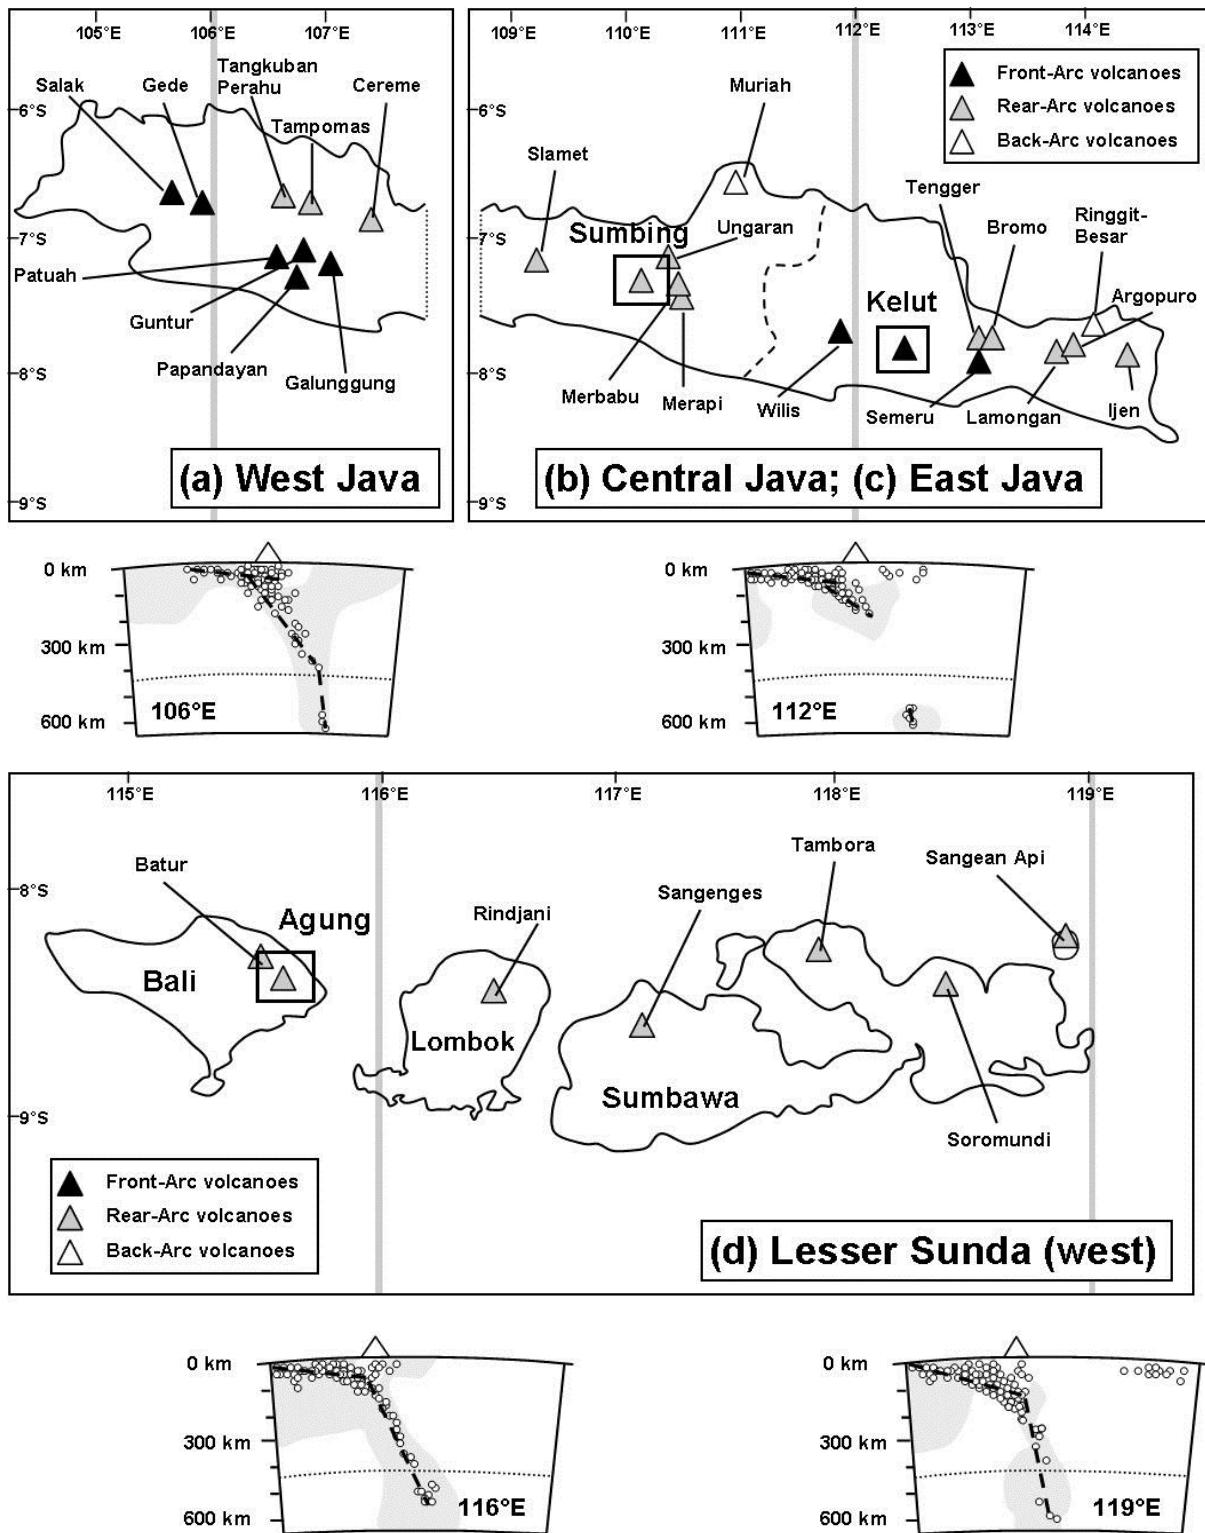 105°E 106°E 107°E
Salak
Gede
Tangkuban
Perahu
Cereme
Tampomas
6°S
7°S
8°S
9°S
Patuah
Guntur
Papandayan
Galunggung
(a) West Java
109°E 110°E 111°E 112°E 113°E 114°E
Front-Arc volcanoes
Rear-Arc volcanoes
Back-Arc volcanoes
6°S
7°S
8°S
9°S
Muriah
Slamet
Sumbing
Ungaran
Tengger
Bromo
Ringgit-
Besar
Argopuro
Kelut
Merbabu
Merapi
Wilis
Semeru
Lamongan
Ijen
(b) Central Java; (c) East Java
0 km
300 km
600 km
106°E
0 km
300 km
600 km
112°E
115°E 116°E 117°E 118°E 119°E
8°S
9°S
Batur
Agung
Bali
Rindjani
Lombok
Sangenges
Tambora
Sangean Api
Sumbawa
Soromundi
Front-Arc volcanoes
Rear-Arc volcanoes
Back-Arc volcanoes
(d) Lesser Sunda (west)
0 km
300 km
600 km
116°E
0 km
300 km
600 km
119°E